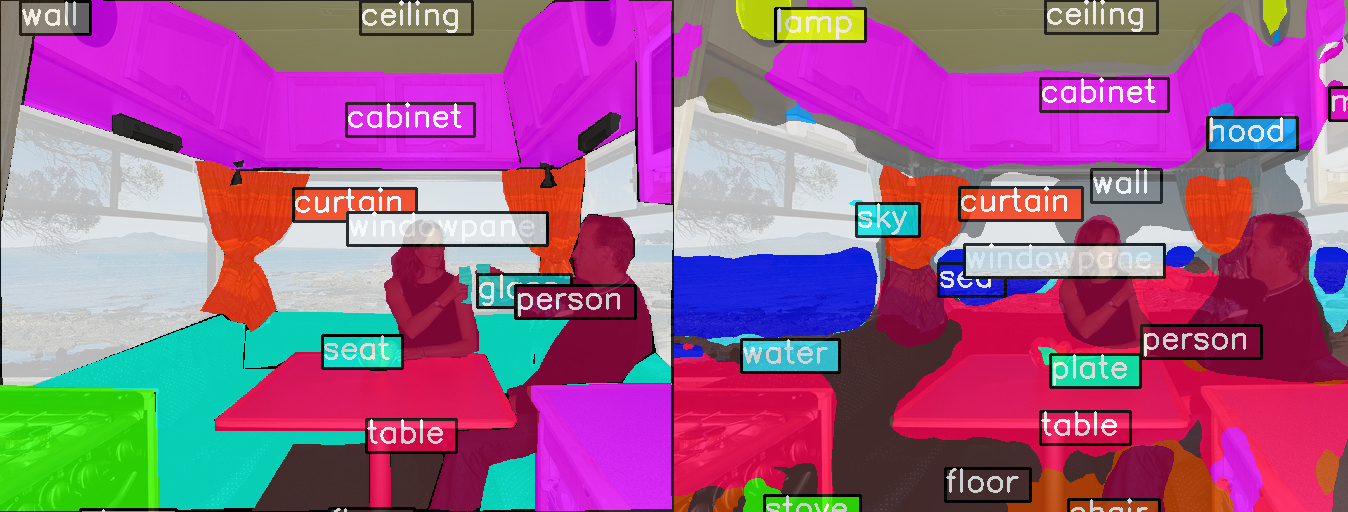 wall
ceiling
cabinet
curtain
windowpane
person
seat
table
lamp
ceiling
cabinet
hood
wall
curtain
sky
windowpane
sea
person
water
plate
table
floor
stove
chair